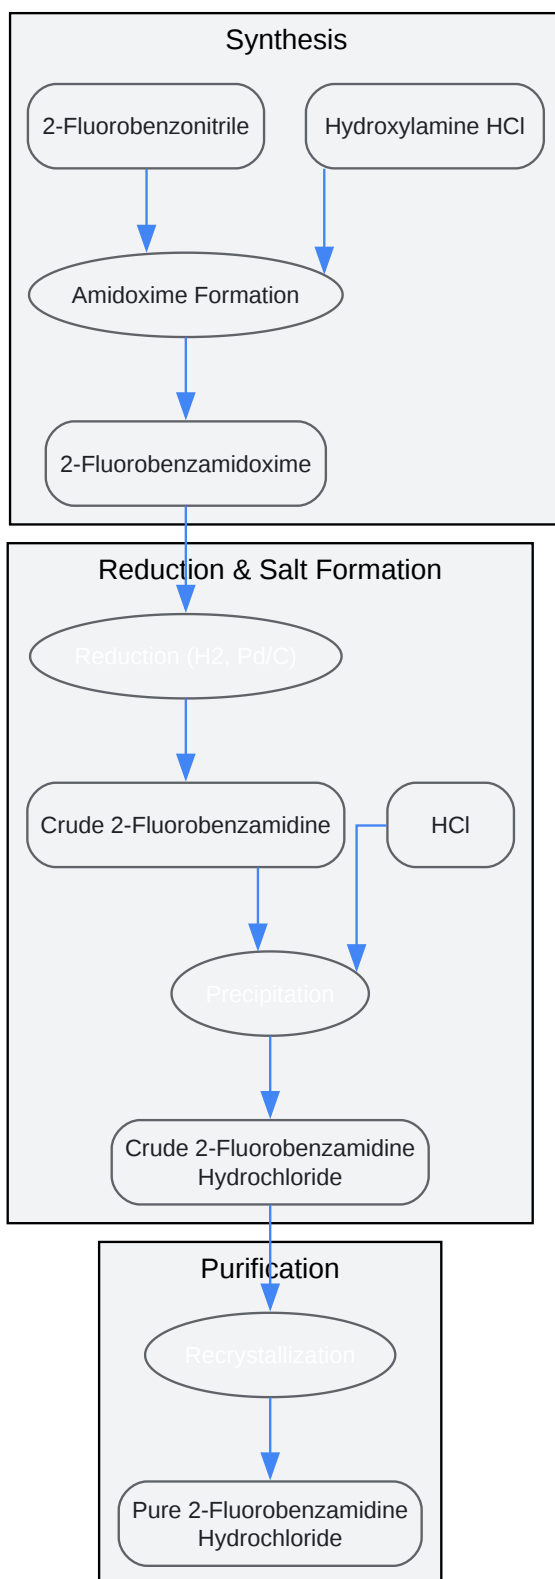 Synthesis
2-Fluorobenzonitrile
Hydroxylamine HCl
Amidoxime Formation
2-Fluorobenzamidoxime
Reduction & Salt Formation
Reduction (H2, Pd/C)
Crude 2-Fluorobenzamidine
HCl
Precipitation
Crude 2-Fluorobenzamidine
Hydrochloride
Purification
Recrystallization
Pure 2-Fluorobenzamidine
Hydrochloride